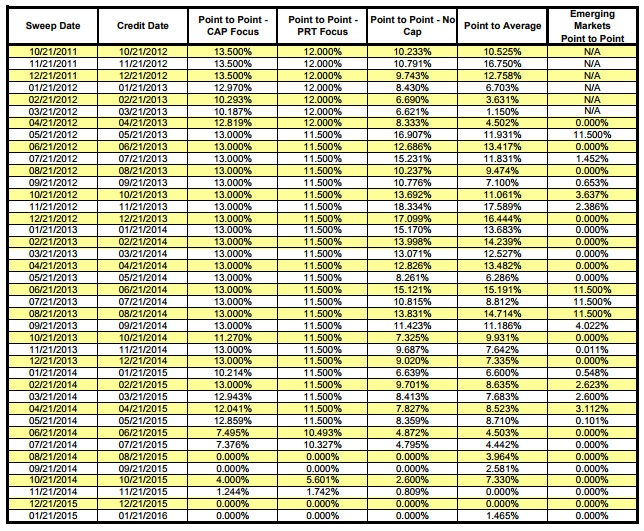 Sweep Date Credit Date Point to Point - CAP Focus Point to Point - PRT Focus Point to Point - No Cap Point to Average Emerging Markets Point to Point
10/21/2011 10/21/2012 13.500% 12.000% 10.233% 10.525% N/A
11/21/2011 11/21/2012 13.500% 12.000% 10.791% 16.750% N/A
12/21/2011 12/21/2012 13.500% 12.000% 9.743% 12.758% N/A
01/21/2012 01/21/2013 12.970% 12.000% 8.430% 6.703% N/A
02/21/2012 02/21/2013 10.293% 12.000% 6.690% 3.631% N/A
03/21/2012 03/21/2013 10.187% 12.000% 6.621% 1.150% N/A
04/21/2012 04/21/2013 12.819% 12.000% 8.333% 4.502% 0.000%
05/21/2012 05/21/2013 13.000% 11.500% 16.907% 11.931% 11.500%
06/21/2012 06/21/2013 13.000% 11.500% 12.686% 13.417% 0.000%
07/21/2012 07/21/2013 13.000% 11.500% 15.231% 11.831% 1.452%
08/21/2012 08/21/2013 13.000% 11.500% 10.237% 9.474% 0.000%
09/21/2012 09/21/2013 13.000% 11.500% 10.776% 7.100% 0.653%
10/21/2012 10/21/2013 13.000% 11.500% 13.692% 11.061% 3.637%
11/21/2012 11/21/2013 13.000% 11.500% 18.334% 17.589% 2.386%
12/21/2012 12/21/2013 13.000% 11.500% 17.099% 16.444% 0.000%
01/21/2013 01/21/2014 13.000% 11.500% 15.170% 13.683% 0.000%
02/21/2013 02/21/2014 13.000% 11.500% 13.998% 14.239% 0.000%
03/21/2013 03/21/2014 13.000% 11.500% 13.071% 12.527% 0.000%
04/21/2013 04/21/2014 13.000% 11.500% 12.826% 13.482% 0.000%
05/21/2013 05/21/2014 13.000% 11.500% 8.261% 6.286% 0.000%
06/21/2013 06/21/2014 13.000% 11.500% 15.121% 15.191% 11.500%
07/21/2013 07/21/2014 13.000% 11.500% 10.815% 8.812% 11.500%
08/21/2013 08/21/2014 13.000% 11.500% 13.831% 14.714% 11.500%
09/21/2013 09/21/2014 13.000% 11.500% 11.423% 11.186% 4.022%
10/21/2013 10/21/2014 11.270% 11.500% 7.325% 9.931% 0.000%
11/21/2013 11/21/2014 13.000% 11.500% 9.687% 7.642% 0.011%
12/21/2013 12/21/2014 13.000% 11.500% 9.020% 7.335% 0.000%
01/21/2014 01/21/2015 10.214% 11.500% 6.639% 6.600% 0.548%
02/21/2014 02/21/2015 13.000% 11.500% 9.701% 8.635% 2.623%
03/21/2014 03/21/2015 12.943% 11.500% 8.413% 7.683% 2.600%
04/21/2014 04/21/2015 12.041% 11.500% 7.827% 8.523% 3.112%
05/21/2014 05/21/2015 12.859% 11.500% 8.359% 8.710% 0.101%
06/21/2014 06/21/2015 7.495% 10.493% 4.872% 4.503% 0.000%
07/21/2014 07/21/2015 7.376% 10.327% 4.795% 4.442% 0.000%
08/21/2014 08/21/2015 0.000% 0.000% 0.000% 3.964% 0.000%
09/21/2014 09/21/2015 0.000% 0.000% 0.000% 2.581% 0.000%
10/21/2014 10/21/2015 4.000% 5.601% 2.600% 7.330% 0.000%
11/21/2014 11/21/2015 1.244% 1.742% 0.809% 0.000% 0.000%
12/21/2014 12/21/2015 0.000% 0.000% 0.000% 0.000% 0.000%
01/21/2015 01/21/2016 0.000% 0.000% 0.000% 1.465% 0.000%